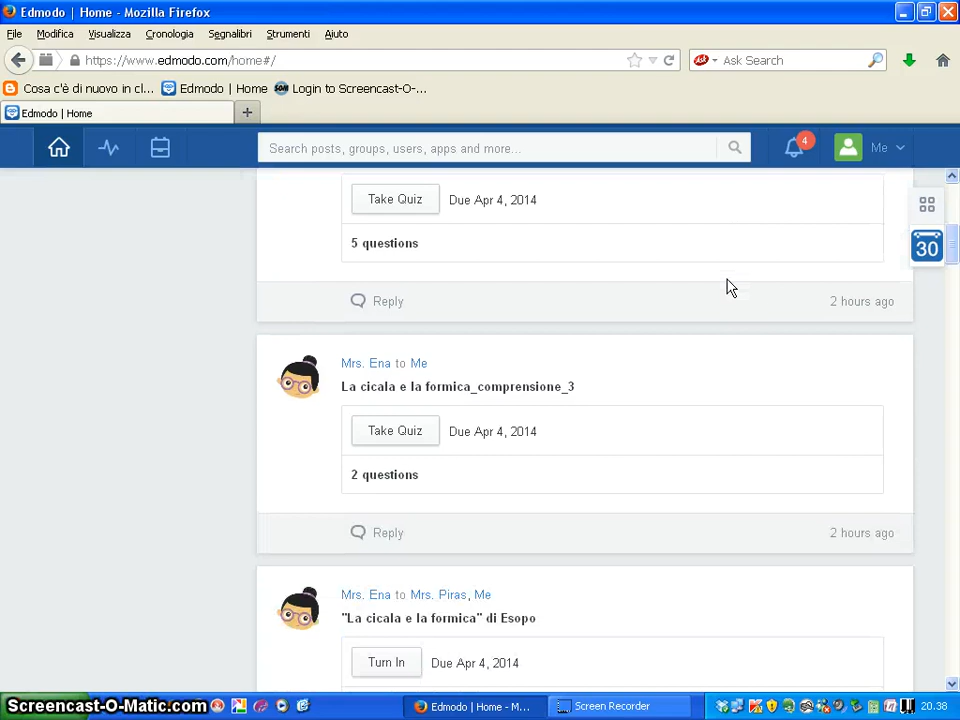 Edmodo | Home - Mozilla Firefox
File Modifica Visualizza Cronologia Segnalibri Strumenti Aiuto
https://www.edmodo.com/home#/
Ask Search
Cosa c'è di nuovo in cl... Edmodo | Home Login to Screencast-O-...
Edmodo | Home
Search posts, groups, users, apps and more...
4
Me
Take Quiz Due Apr 4, 2014
5 questions
30
Reply 2 hours ago
Mrs. Ena to Me
La cicala e la formica_comprensione_3
Take Quiz Due Apr 4, 2014
2 questions
Reply 2 hours ago
Mrs. Ena to Mrs. Piras, Me
"La cicala e la formica" di Esopo
Turn In Due Apr 4, 2014
Screencast-O-Matic.com
Edmodo | Home - M...
Screen Recorder
20.38